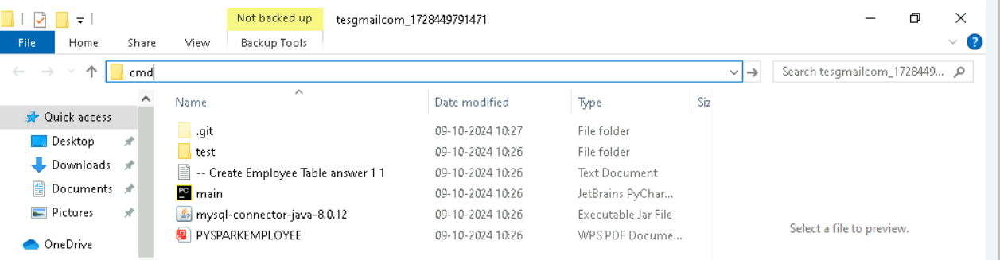 Not backed up
tesgmailcom_1728449791471
File Home Share View Backup Tools
cmd
Search tesgmailcom_1728449...
Name Date modified Type Siz
Quick access
Desktop
Downloads
Documents
Pictures
OneDrive
.git 09-10-2024 10:27 File folder
test 09-10-2024 10:26 File folder
-- Create Employee Table answer 1 1 09-10-2024 10:26 Text Document
PC main 09-10-2024 10:26 JetBrains PyChar...
mysql-connector-java-8.0.12 09-10-2024 10:26 Executable Jar File
PYSPARKEMPLOYEE 09-10-2024 10:26 WPS PDF Docume...
Select a file to preview.